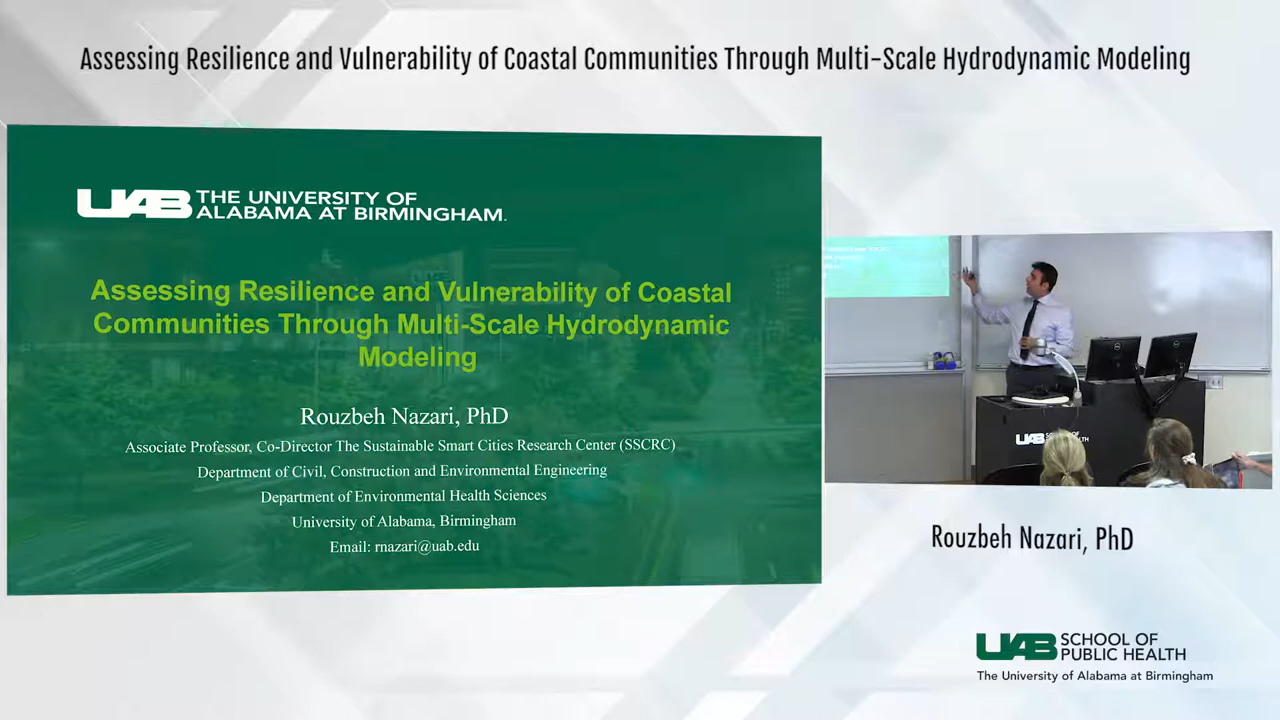 Assessing Resilience and Vulnerability of Coastal Communities Through Multi-Scale Hydrodynamic Modeling
UAB THE UNIVERSITY OF
ALABAMA AT BIRMINGHAM.
Assessing Resilience and Vulnerability of Coastal
Communities Through Multi-Scale Hydrodynamic
Modeling
Rouzbeh Nazari, PhD
Associate Professor, Co-Director The Sustainable Smart Cities Research Center (SSCRC)
Department of Civil, Construction and Environmental Engineering
Department of Environmental Health Sciences
University of Alabama, Birmingham
Email: rnazari@uab.edu
UAB SCHOOL OF
Rouzbeh Nazari, PhD
UAB SCHOOL OF
PUBLIC HEALTH
The University of Alabama at Birmingham